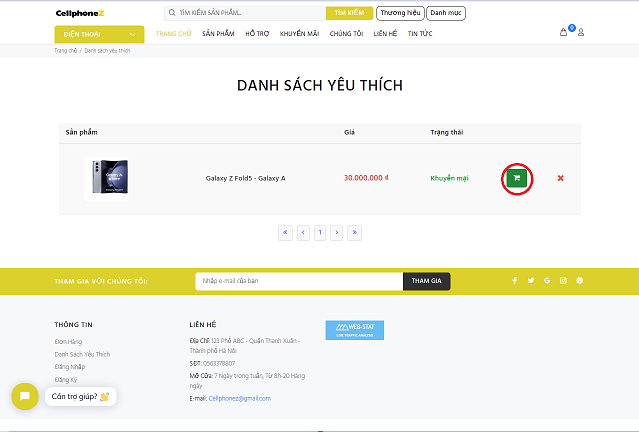 CellphoneZ
TÌM KIẾM SẢN PHẨM...
TÌM KIẾM
Thương hiệu
Danh mục
ĐIỆN THOẠI
TRANG CHỦ
SẢN PHẨM
HỖ TRỢ
KHUYẾN MÃI
CHÚNG TÔI
LIÊN HỆ
TIN TỨC
0
Trang chủ / Danh sách yêu thích
DANH SÁCH YÊU THÍCH
Sản phẩm
Giá
Trạng thái
Galaxy Z Fold5 - Galaxy A
30.000.000 đ
Khuyến mại
« ‹ 1 › »
THAM GIA VỚI CHÚNG TÔI:
Nhập e-mail của bạn
THAM GIA
THÔNG TIN
Đơn Hàng
Danh Sách Yêu Thích
Đăng Nhập
Đăng Ký
LIÊN HỆ
Địa Chỉ: 123 Phố ABC - Quận Thanh Xuân -
Thành phố Hà Nội
SĐT: 0563378807
Mở Cửa: 7 Ngày trong tuần, Từ 8h-20 Hàng
ngày
E-mail: Cellphonez@gmail.com
WEB-STAT
LIVE TRAFFIC ANALYSIS
Cần trợ giúp?